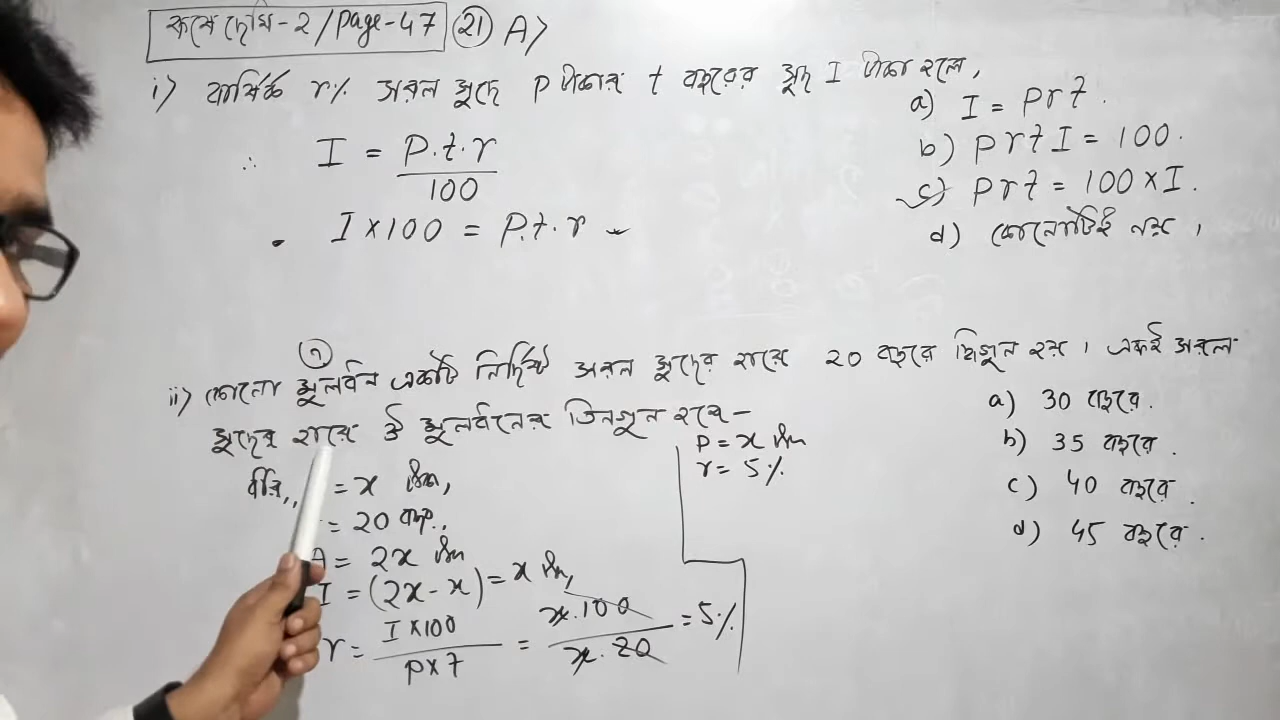 কষে দেখি-2/Page-47 (21) A>
i> বার্ষিক r% সরল সুদে p টাকার t বছরের সুদ I টাকা হলে,
a) I = prt.
b) prtI = 100.
c) prt = 100 × I.
d) কোনোটিই নয়।
∴ I = p.t.r / 100
I × 100 = p.t.r
ii> কোনো মূলধন একটি নির্দিষ্ট সরল সুদের হারে 20 বছরে দ্বিগুন হয়। একই সরল
সুদের হারে ঐ মূলধনের তিনগুন হবে -
a) 30 বছরে.
b) 35 বছরে.
c) 40 বছরে.
d) 45 বছরে.
ধরি,, = x টাকা,
= 20 বছর,
A = 2x টাকা
I = (2x - x) = x টাকা,
r = I × 100 / p × t = x.100 / x.20 = 5%
P = x টাকা
r = 5%